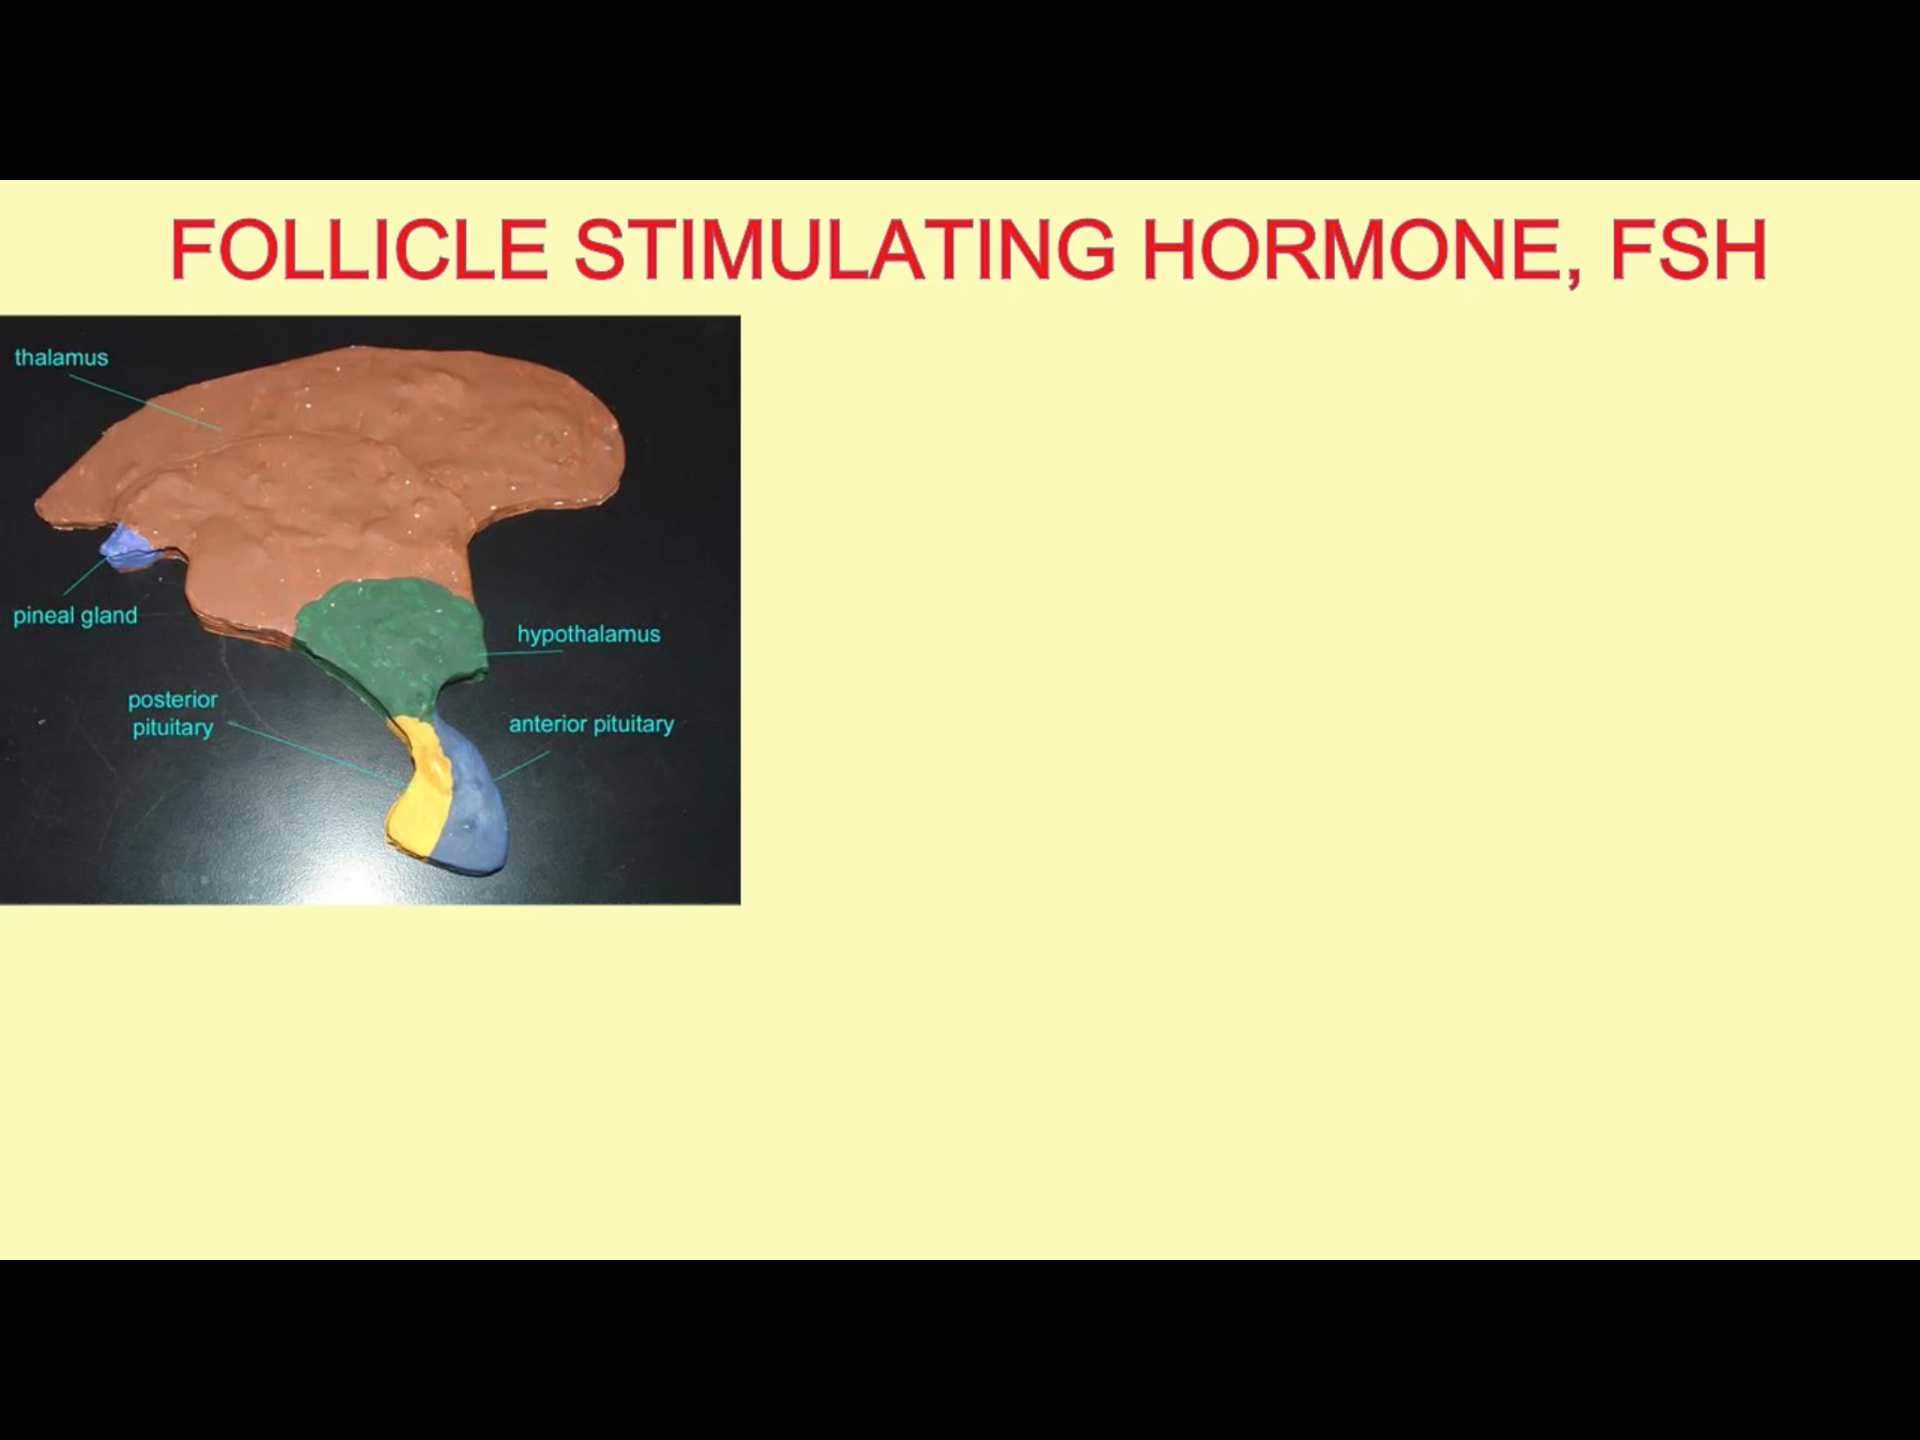 FOLLICLE STIMULATING HORMONE, FSH
thalamus
pineal gland
hypothalamus
posterior
pituitary
anterior pituitary